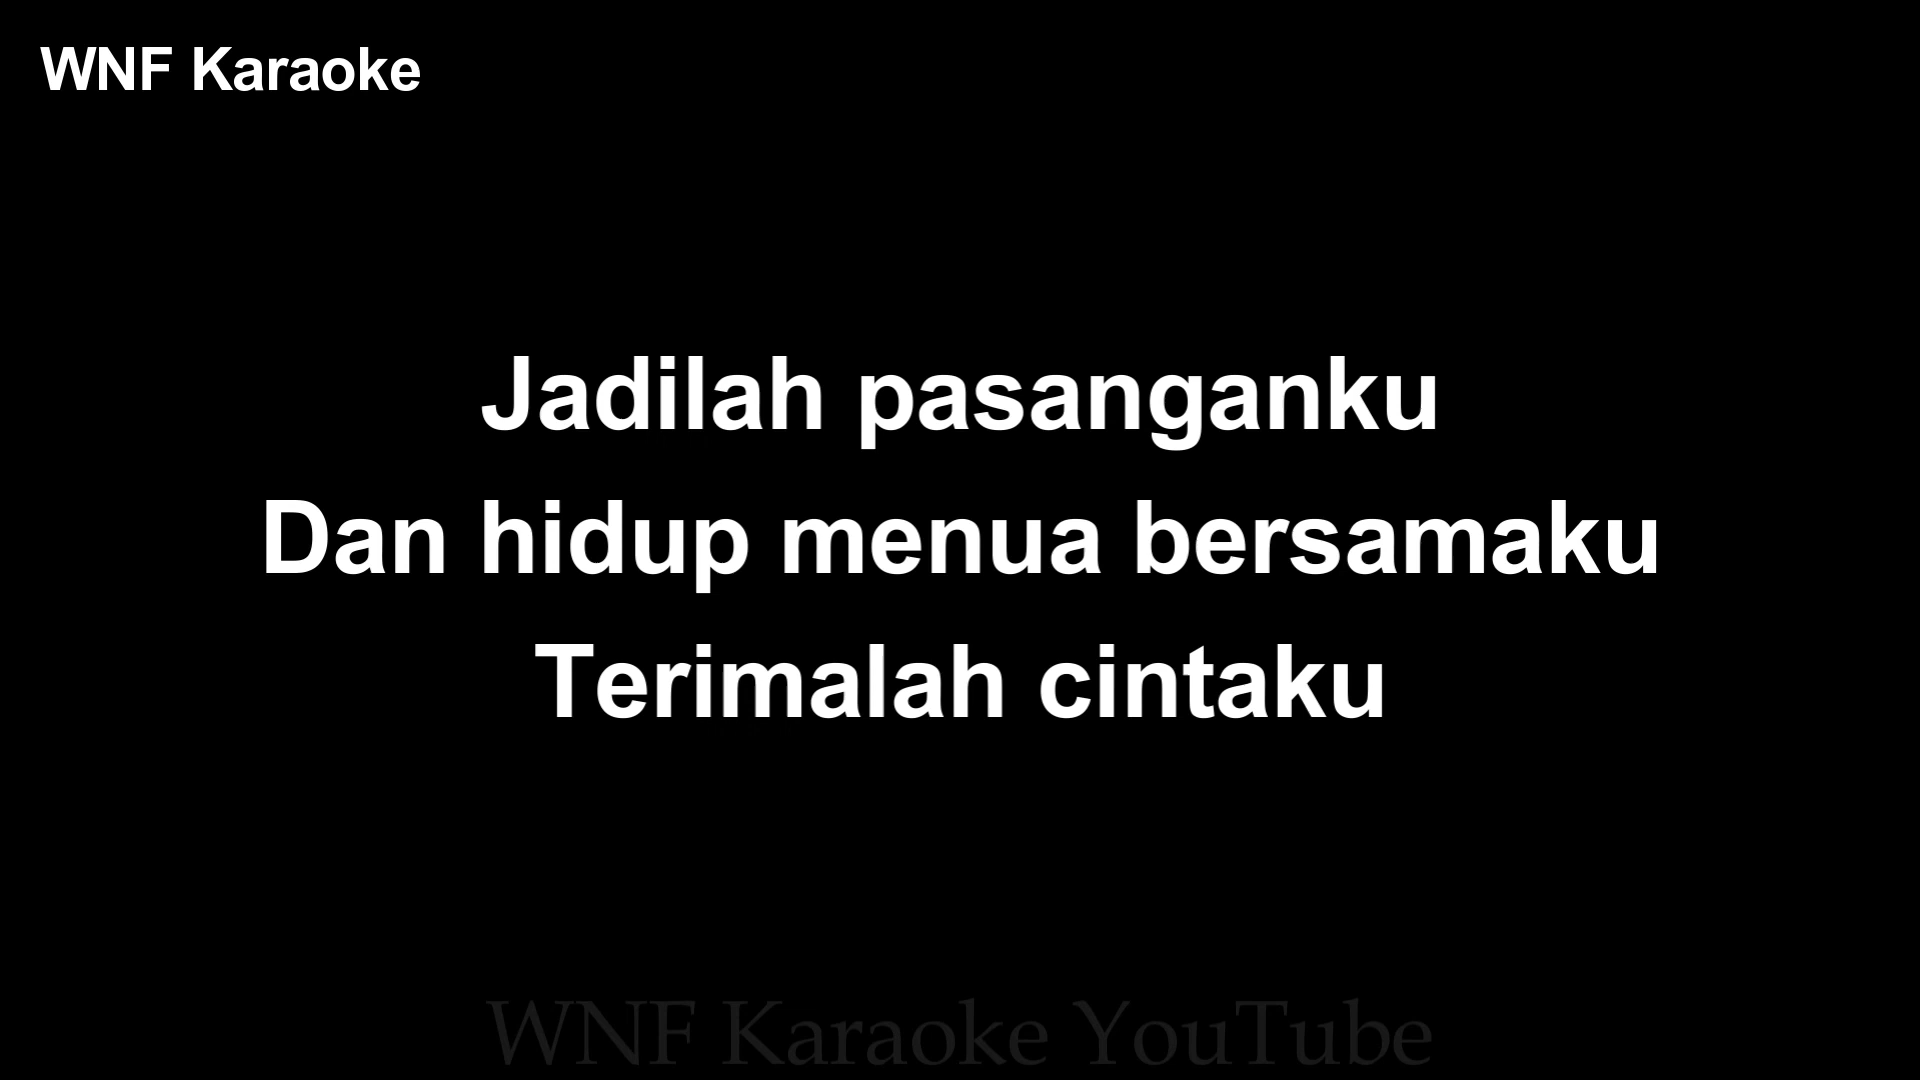 WNF Karaoke
Jadilah pasanganku
Dan hidup menua bersamaku
Terimalah cintaku
WNF Karaoke YouTube